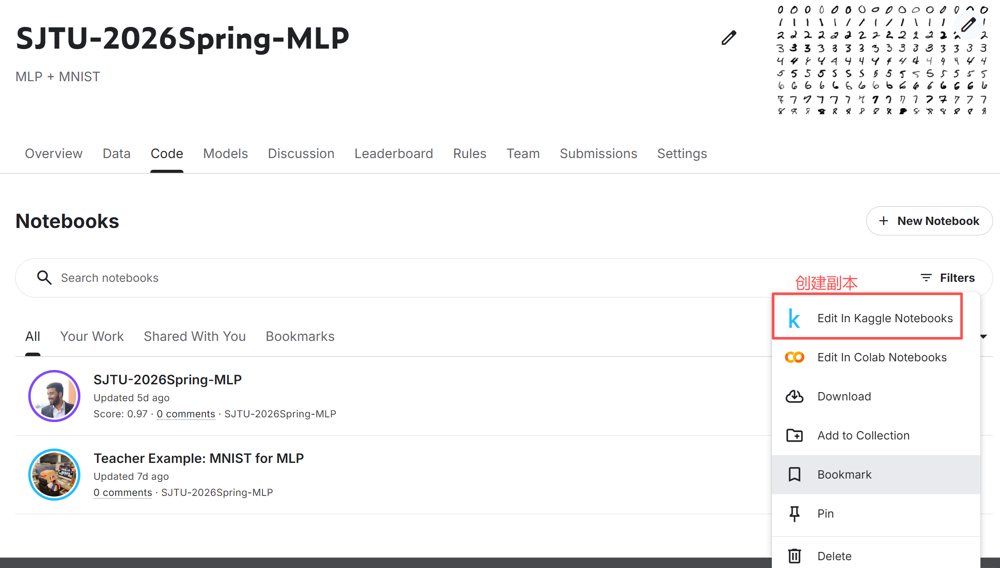 SJTU-2026Spring-MLP
MLP + MNIST
Overview Data Code Models Discussion Leaderboard Rules Team Submissions Settings
Notebooks
+ New Notebook
Search notebooks
Filters
创建副本
All Your Work Shared With You Bookmarks
SJTU-2026Spring-MLP
Updated 5d ago
Score: 0.97 · 0 comments · SJTU-2026Spring-MLP
Teacher Example: MNIST for MLP
Updated 7d ago
0 comments · SJTU-2026Spring-MLP
k Edit In Kaggle Notebooks
Edit In Colab Notebooks
Download
Add to Collection
Bookmark
Pin
Delete